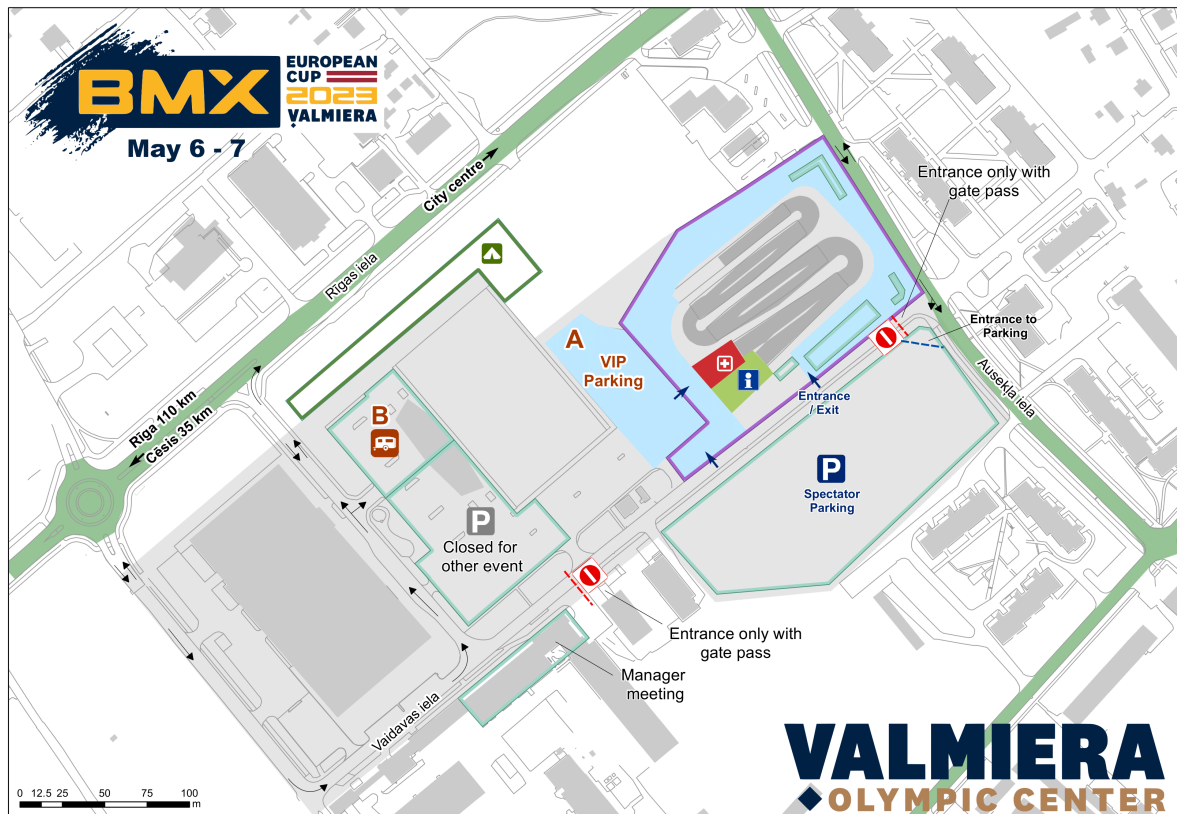 BMX
EUROPEAN
CUP
2023
VALMIERA
May 6 - 7
City centre
Rīgas iela
Rīga 110 km
Cēsis 35 km
Entrance only with
gate pass
Entrance to
Parking
Ausekļa iela
A
VIP
Parking
i
Entrance
/ Exit
B
P
Spectator
Parking
P
Closed for
other event
Entrance only with
gate pass
Manager
meeting
Vaidavas iela
0 12.5 25 50 75 100
m
VALMIERA
OLYMPIC CENTER